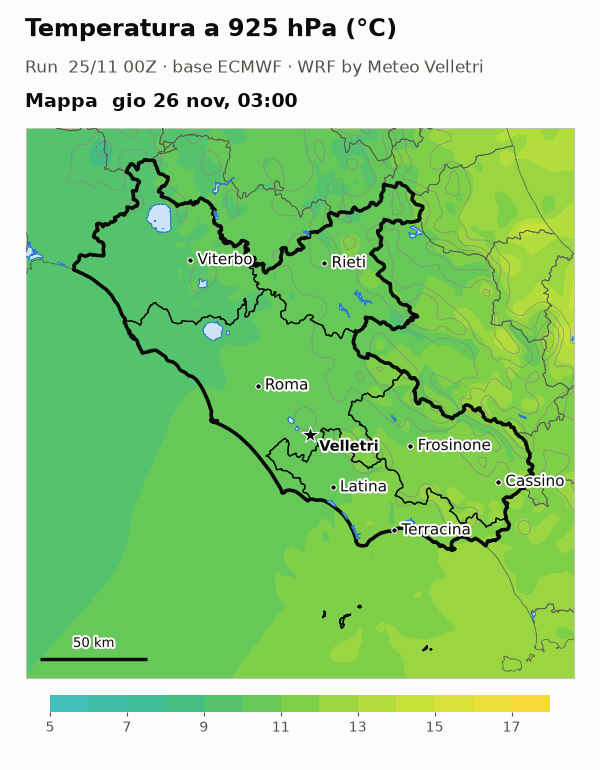 Temperatura a 925 hPa (°C)
Run  25/11 00Z · base ECMWF · WRF by Meteo Velletri
Mappa  gio 26 nov, 03:00
Viterbo
Rieti
Roma
Velletri
Frosinone
Latina
Cassino
Terracina
50 km
5 7 9 11 13 15 17